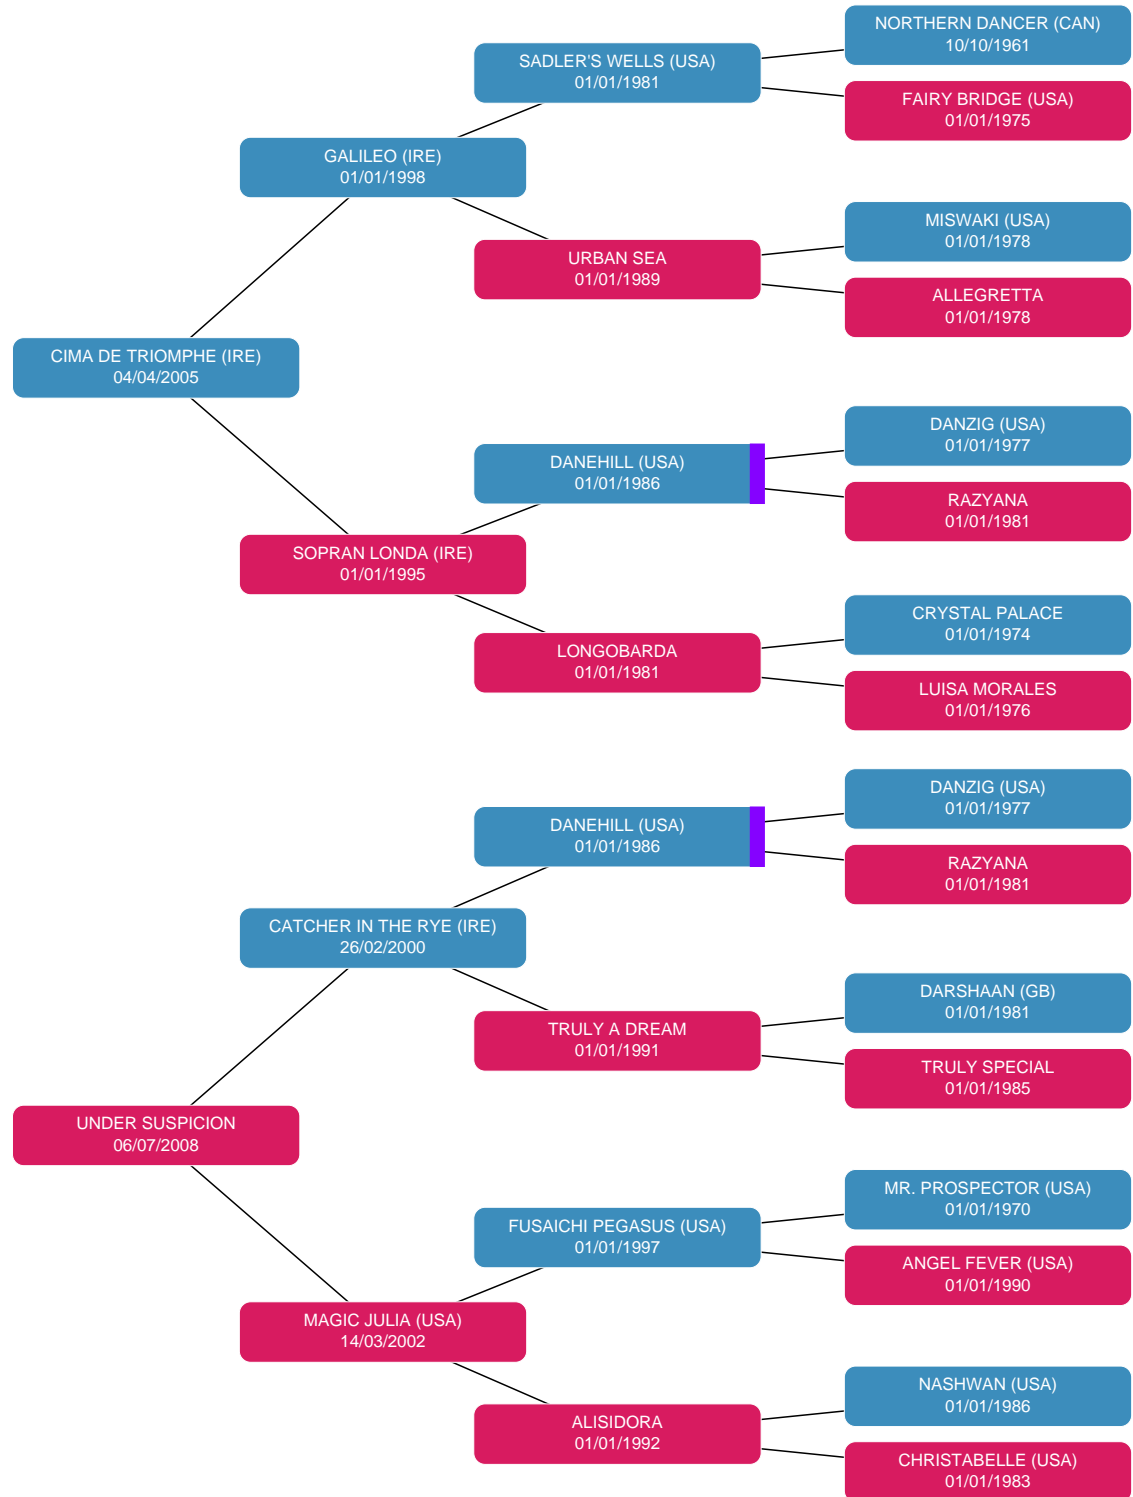 NORTHERN DANCER (CAN)
10/10/1961
SADLER'S WELLS (USA)
01/01/1981
FAIRY BRIDGE (USA)
01/01/1975
GALILEO (IRE)
01/01/1998
MISWAKI (USA)
01/01/1978
URBAN SEA
01/01/1989
ALLEGRETTA
01/01/1978
CIMA DE TRIOMPHE (IRE)
04/04/2005
DANZIG (USA)
01/01/1977
DANEHILL (USA)
01/01/1986
RAZYANA
01/01/1981
SOPRAN LONDA (IRE)
01/01/1995
CRYSTAL PALACE
01/01/1974
LONGOBARDA
01/01/1981
LUISA MORALES
01/01/1976
DANZIG (USA)
01/01/1977
DANEHILL (USA)
01/01/1986
RAZYANA
01/01/1981
CATCHER IN THE RYE (IRE)
26/02/2000
DARSHAAN (GB)
01/01/1981
TRULY A DREAM
01/01/1991
TRULY SPECIAL
01/01/1985
UNDER SUSPICION
06/07/2008
MR. PROSPECTOR (USA)
01/01/1970
FUSAICHI PEGASUS (USA)
01/01/1997
ANGEL FEVER (USA)
01/01/1990
MAGIC JULIA (USA)
14/03/2002
NASHWAN (USA)
01/01/1986
ALISIDORA
01/01/1992
CHRISTABELLE (USA)
01/01/1983